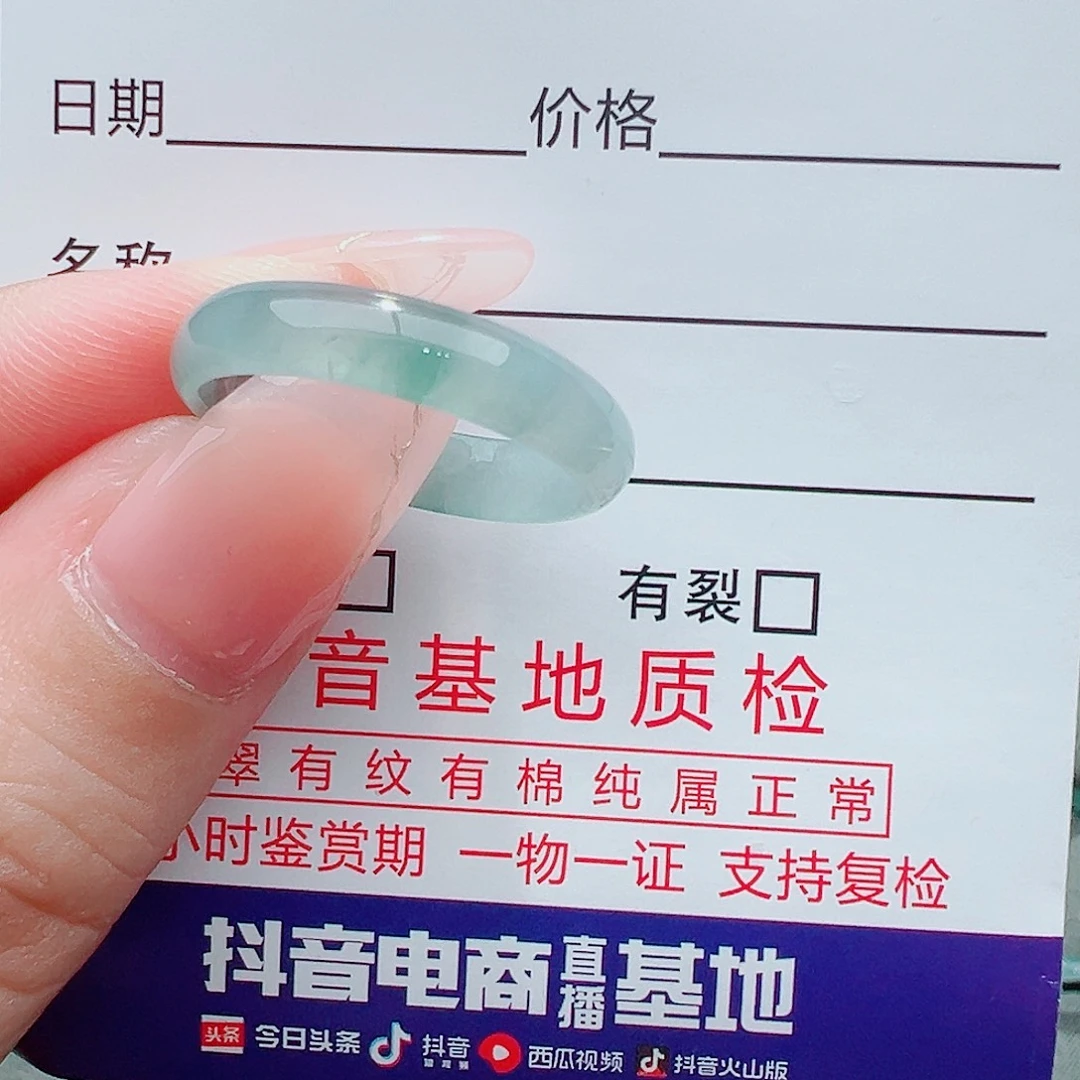 日期 价格
名称
有裂
音基地质检
翠有纹有棉纯属正常
小时鉴赏期 一物一证 支持复检
抖音电商直播基地
头条 今日头条 抖音 西瓜视频 抖音火山版